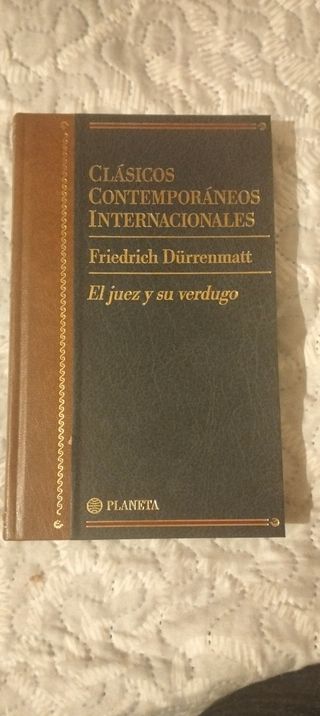 CLÁSICOS
CONTEMPORÁNEOS
INTERNACIONALES
Friedrich Dürrenmatt
El juez y su verdugo
PLANETA